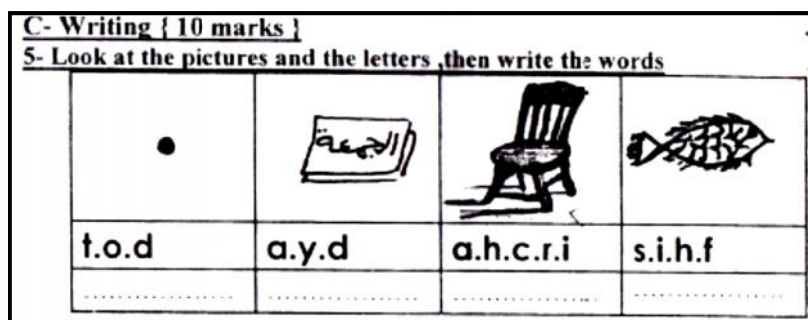 C- Writing { 10 marks }
5- Look at the pictures and the letters ,then write the words
الجمعة
t.o.d a.y.d a.h.c.r.i s.i.h.f